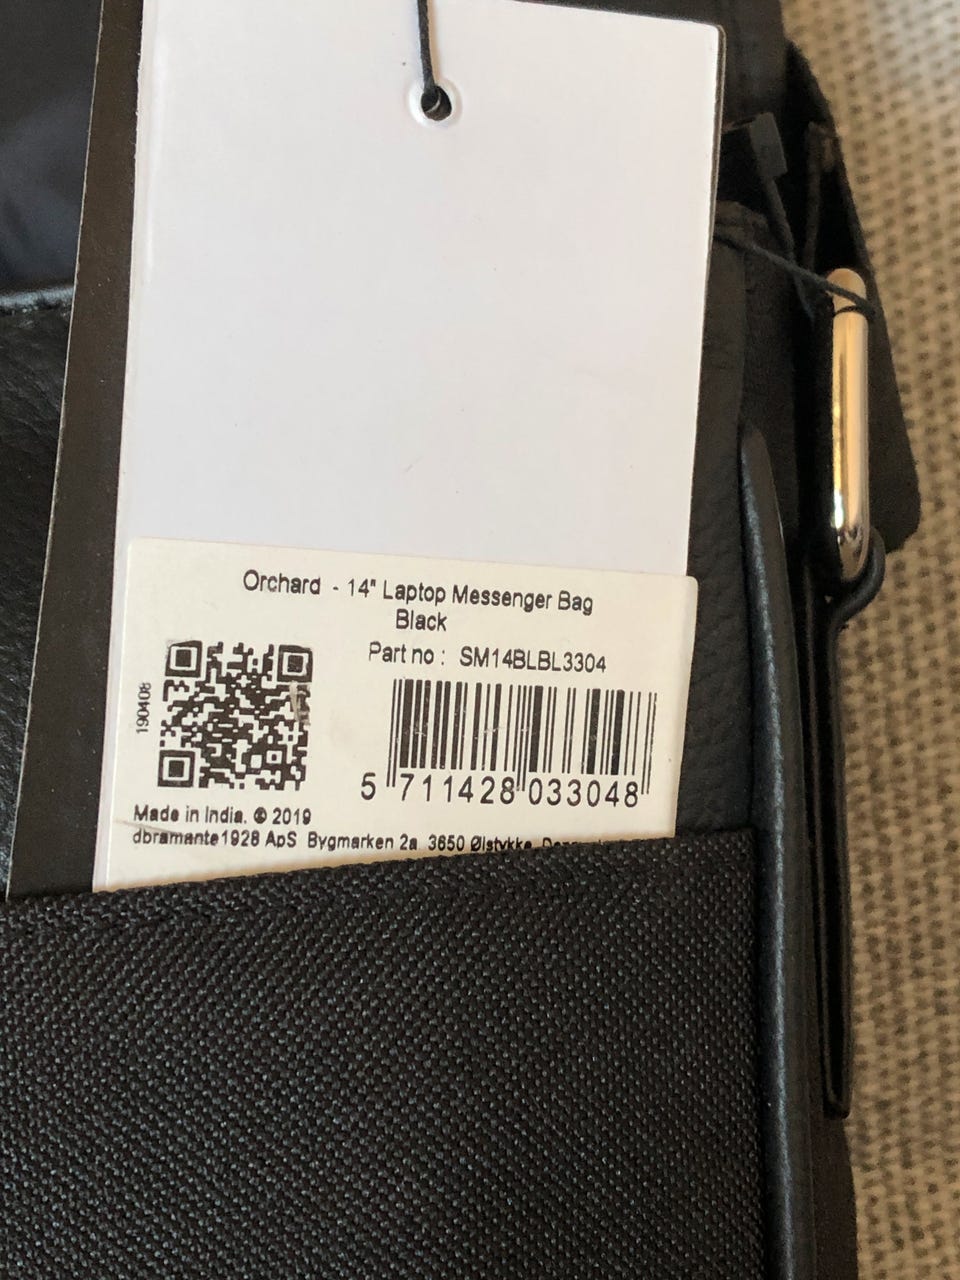 Orchard - 14" Laptop Messenger Bag
Black
Part no : SM14BLBL3304
190408
5 711428 033048
Made in India. © 2019
dbramante1928 ApS Bygmarken 2a 3650 Ølstykke